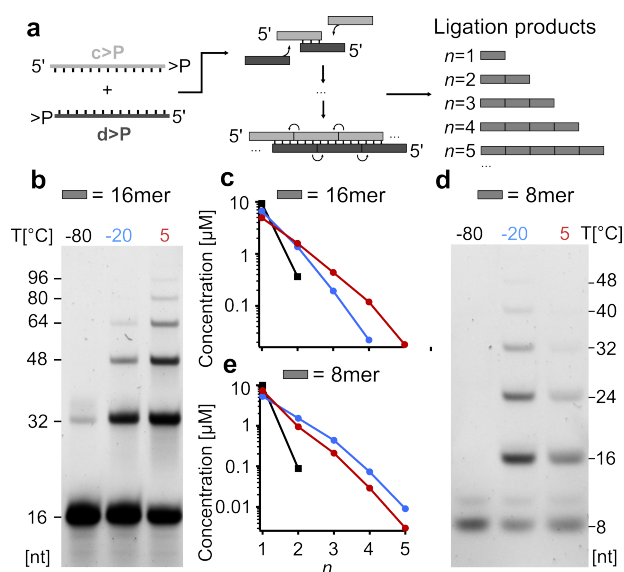 a
c>P
5'
>P
+
>P
5'
d>P
5'
5'
...
5'
...
...
5'
Ligation products
n=1
n=2
n=3
n=4
n=5
...
b
= 16mer
T[°C]
-80
-20
5
96
80
64
48
32
16
[nt]
c
= 16mer
Concentration [µM]
10
1
0.1
e
= 8mer
Concentration [µM]
10
1
0.1
0.01
1 2 3 4 5
n
d
= 8mer
-80
-20
5
T[°C]
48
40
32
24
16
8
[nt]